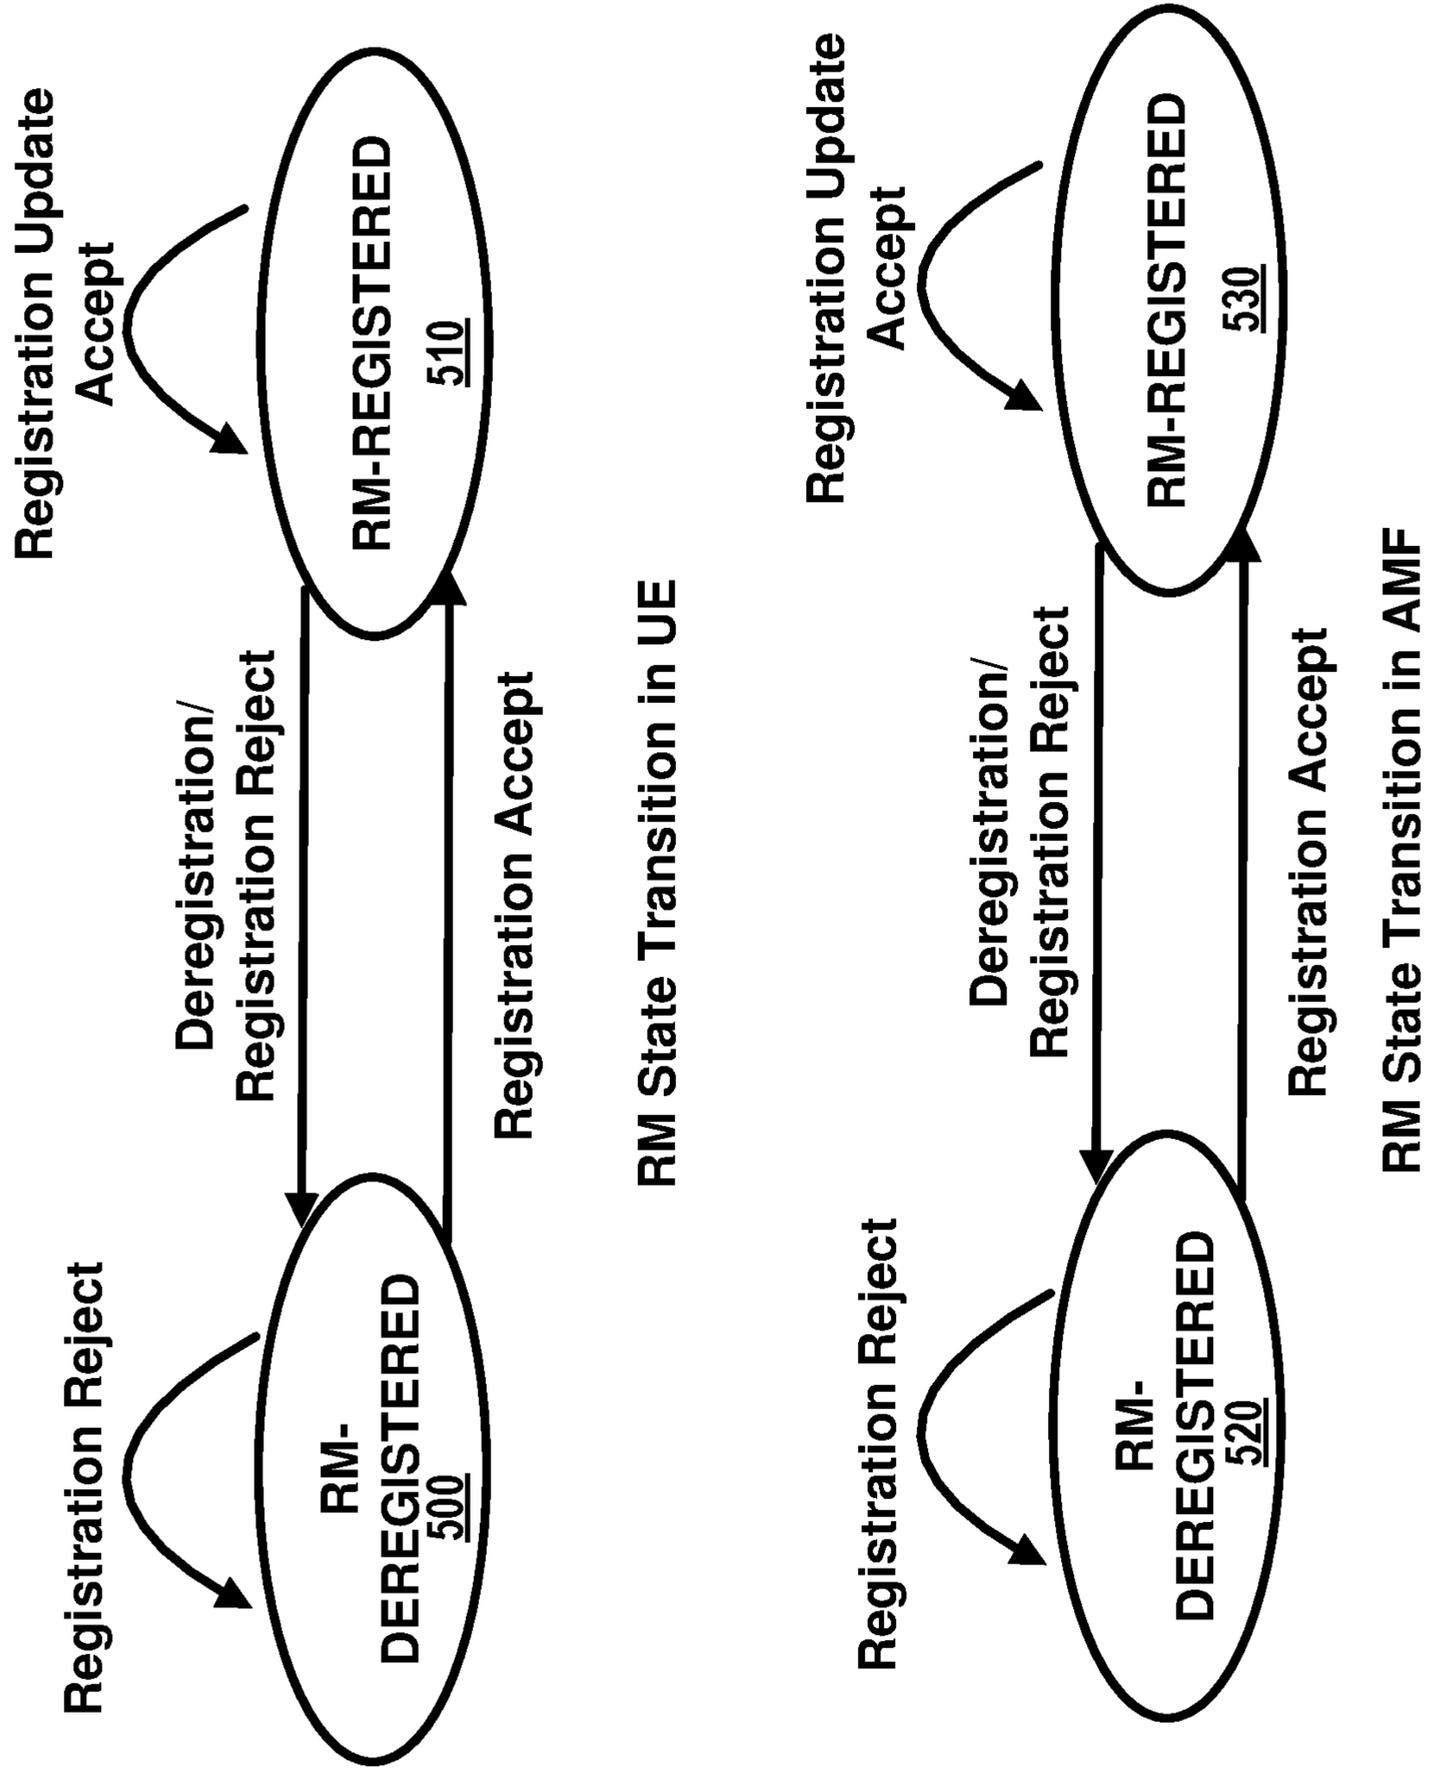 Registration Reject
Deregistration/
Registration Reject
Registration Update
Accept
RM-
DEREGISTERED
500
RM-REGISTERED
510
Registration Accept
RM State Transition in UE
Registration Reject
Deregistration/
Registration Reject
Registration Update
Accept
RM-
DEREGISTERED
520
RM-REGISTERED
530
Registration Accept
RM State Transition in AMF